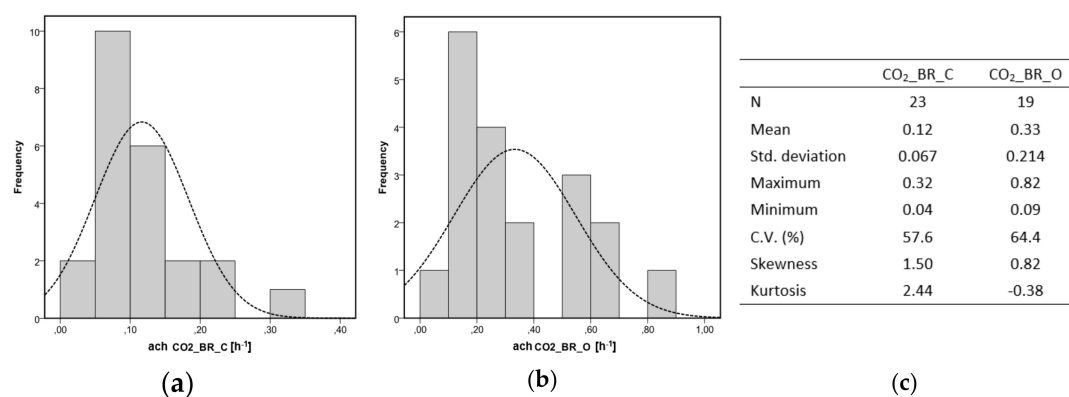 10
8
6
4
2
0
Frequency
,00 ,10 ,20 ,30 ,40
ach CO2_BR_C [h-1]
(a)
6
5
4
3
2
1
0
Frequency
,00 ,20 ,40 ,60 ,80 1,00
ach CO2_BR_O [h-1]
(b)
CO₂_BR_C CO₂_BR_O
N 23 19
Mean 0.12 0.33
Std. deviation 0.067 0.214
Maximum 0.32 0.82
Minimum 0.04 0.09
C.V. (%) 57.6 64.4
Skewness 1.50 0.82
Kurtosis 2.44 -0.38
(c)